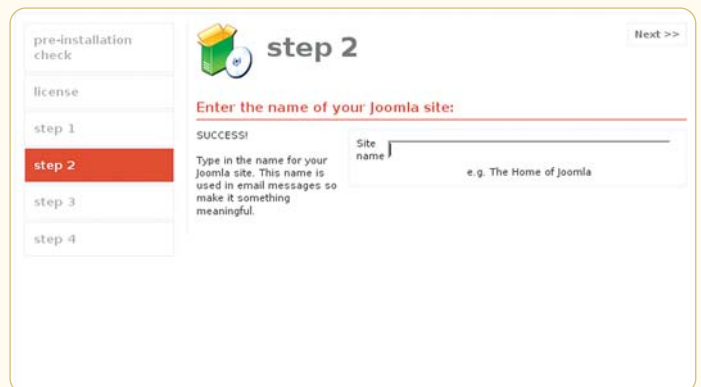 pre-installation
check
license
step 1
step 2
step 3
step 4
step 2
Next >>
Enter the name of your Joomla site:
SUCCESS!
Type in the name for your
Joomla site. This name is
used in email messages so
make it something
meaningful.
Site
name
e.g. The Home of Joomla